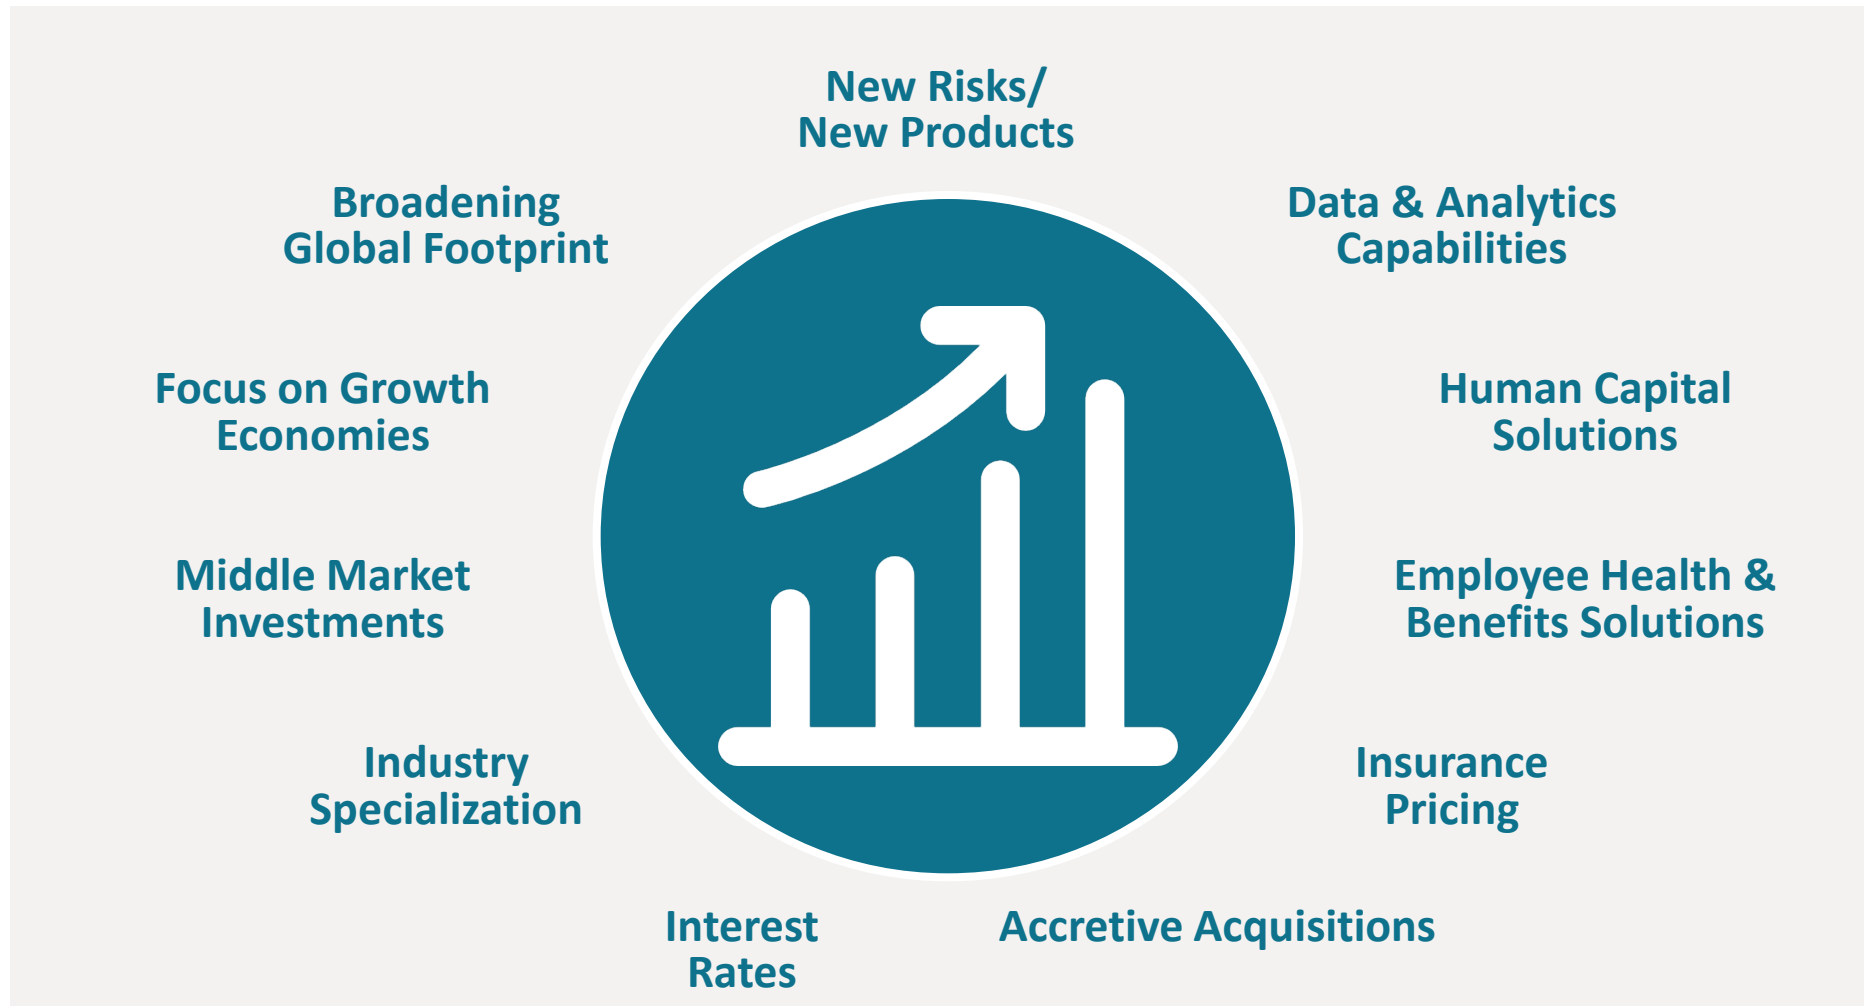 New Risks/
New Products
Broadening
Global Footprint
Data & Analytics
Capabilities
Focus on Growth
Economies
Human Capital
Solutions
Middle Market
Investments
Employee Health &
Benefits Solutions
Industry
Specialization
Insurance
Pricing
Interest
Rates
Accretive Acquisitions